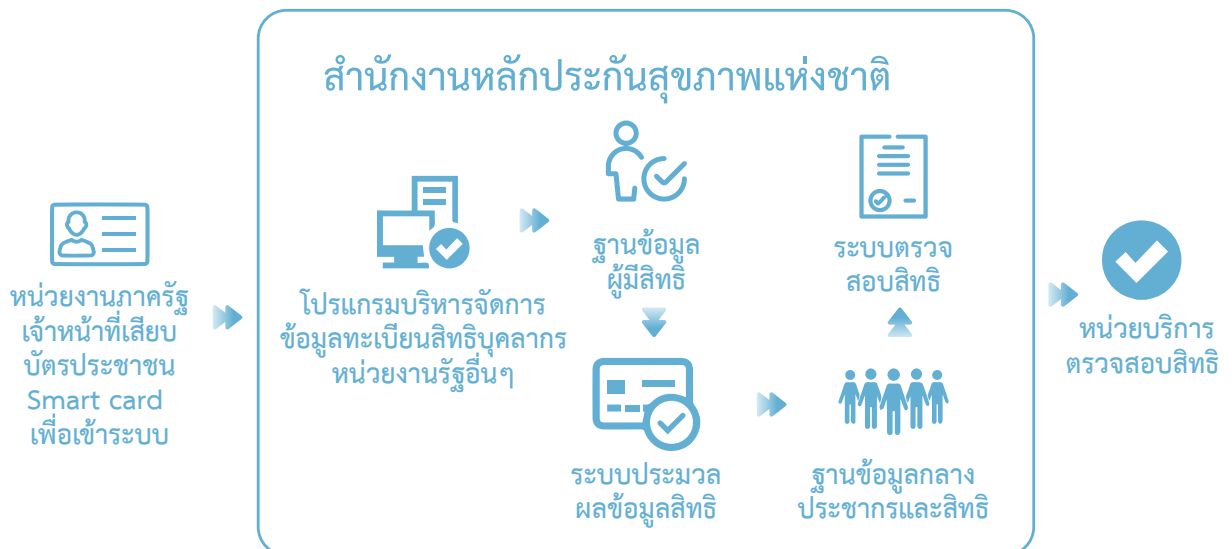 สำนักงานหลักประกันสุขภาพแห่งชาติ
หน่วยงานภาครัฐ
เจ้าหน้าที่เสียบ
บัตรประชาชน
Smart card
เพื่อเข้าระบบ
โปรแกรมบริหารจัดการ
ข้อมูลทะเบียนสิทธิบุคลากร
หน่วยงานรัฐอื่นๆ
ฐานข้อมูล
ผู้มีสิทธิ
ระบบประมวล
ผลข้อมูลสิทธิ
ฐานข้อมูลกลาง
ประชากรและสิทธิ
ระบบตรวจ
สอบสิทธิ
หน่วยบริการ
ตรวจสอบสิทธิ